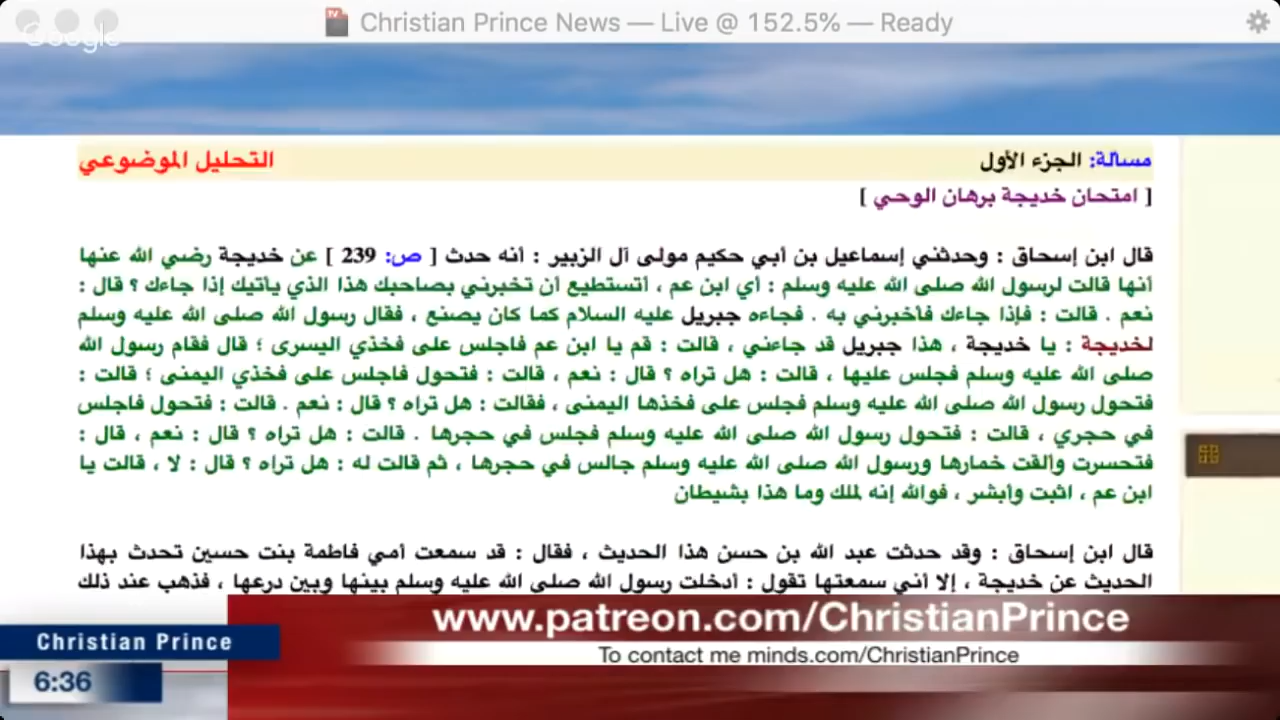 Christian Prince News — Live @ 152.5% — Ready
Google
مسألة: الجزء الأول
التحليل الموضوعي
[ امتحان خديجة برهان الوحي ]
قال ابن إسحاق : وحدثني إسماعيل بن أبي حكيم مولى آل الزبير : أنه حدث [ ص: 239 ] عن خديجة رضي الله عنها
أنها قالت لرسول الله صلى الله عليه وسلم : أي ابن عم ، أتستطيع أن تخبرني بصاحبك هذا الذي يأتيك إذا جاءك ؟ قال :
نعم . قالت : فإذا جاءك فأخبرني به . فجاءه جبريل عليه السلام كما كان يصنع ، فقال رسول الله صلى الله عليه وسلم
لخديجة : يا خديجة ، هذا جبريل قد جاءني ، قالت : قم يا ابن عم فاجلس على فخذي اليسرى ؛ قال فقام رسول الله
صلى الله عليه وسلم فجلس عليها ، قالت : هل تراه ؟ قال : نعم ، قالت : فتحول فاجلس على فخذي اليمنى ؛ قالت :
فتحول رسول الله صلى الله عليه وسلم فجلس على فخذها اليمنى ، فقالت : هل تراه ؟ قال : نعم . قالت : فتحول فاجلس
في حجري ، قالت : فتحول رسول الله صلى الله عليه وسلم فجلس في حجرها . قالت : هل تراه ؟ قال : نعم ، قال :
فتحسرت وألقت خمارها ورسول الله صلى الله عليه وسلم جالس في حجرها ، ثم قالت له : هل تراه ؟ قال : لا ، قالت يا
ابن عم ، اثبت وأبشر ، فوالله إنه لملك وما هذا بشيطان
قال ابن إسحاق : وقد حدثت عبد الله بن حسن هذا الحديث ، فقال : قد سمعت أمي فاطمة بنت حسين تحدث بهذا
الحديث عن خديجة ، إلا أني سمعتها تقول : أدخلت رسول الله صلى الله عليه وسلم بينها وبين درعها ، فذهب عند ذلك
www.patreon.com/ChristianPrince
Christian Prince
To contact me minds.com/ChristianPrince
6:36